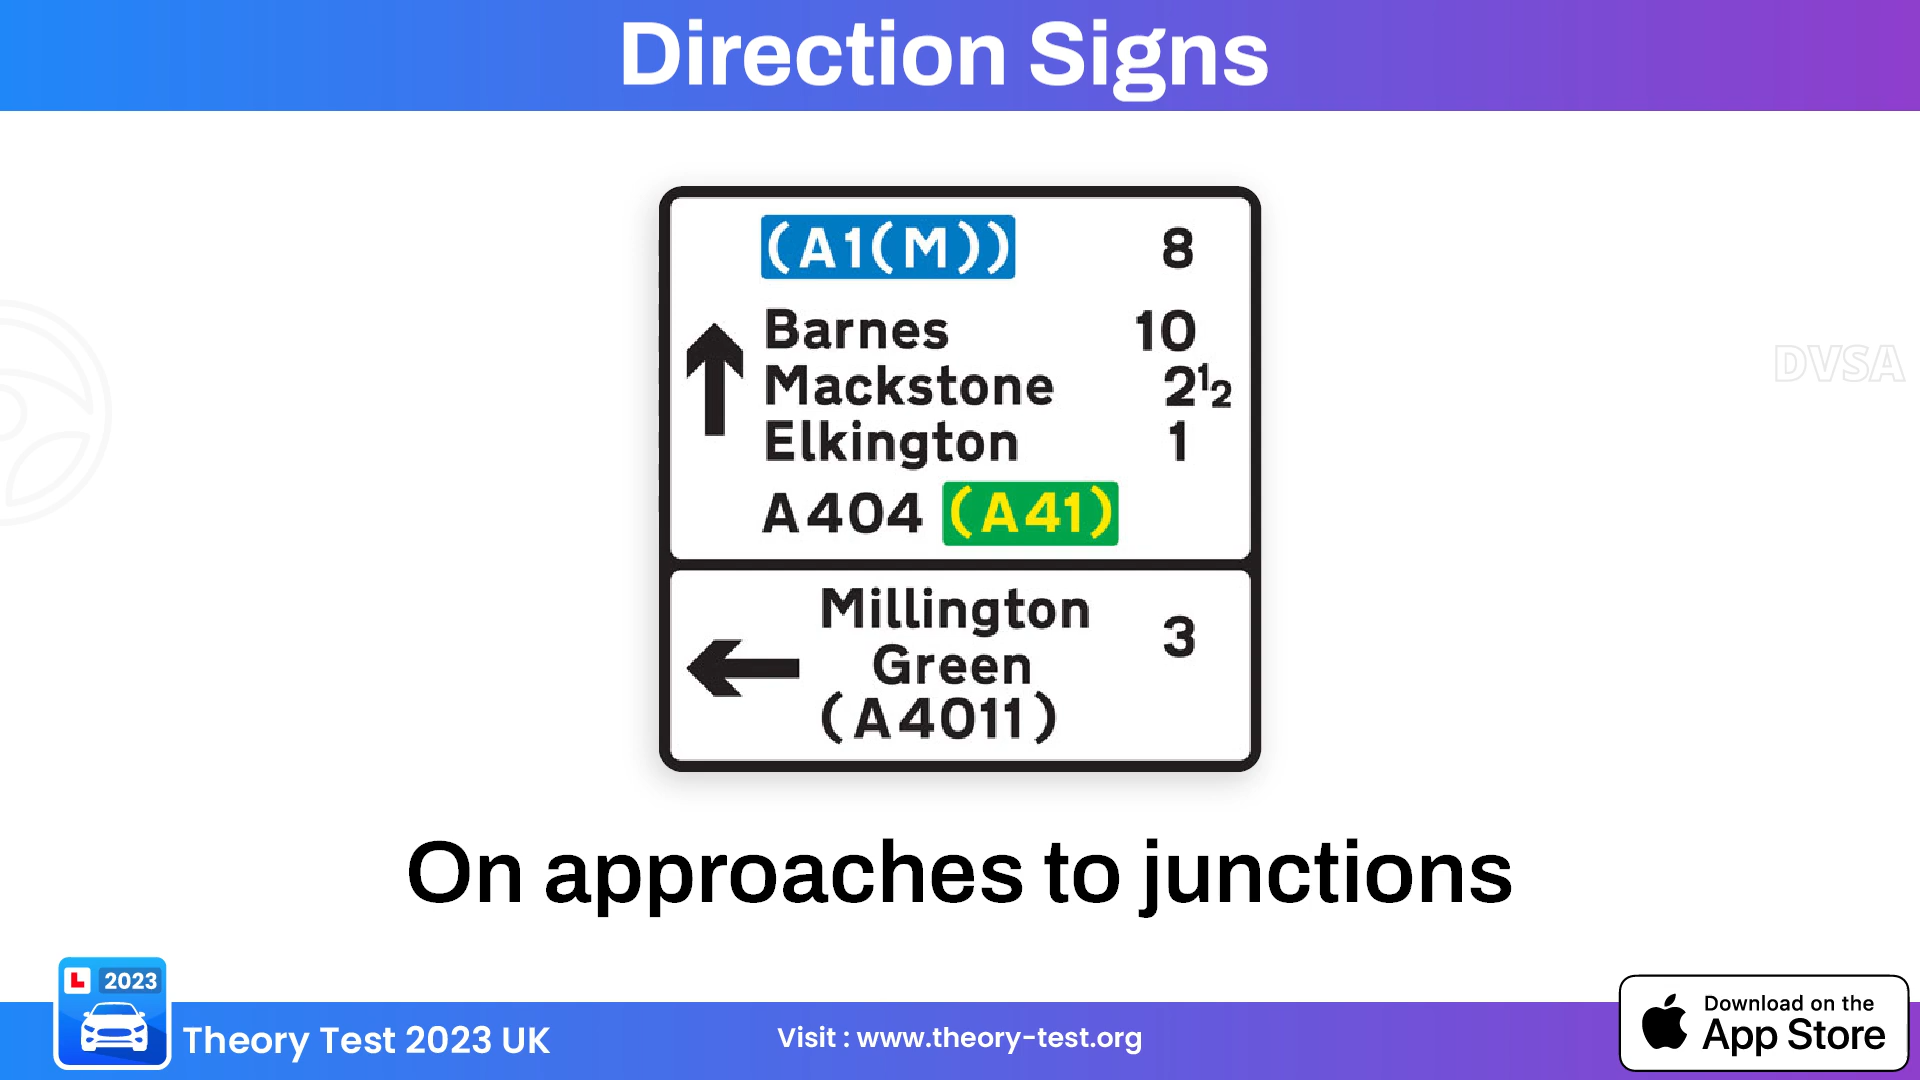 Direction Signs
(A1(M)) 8
Barnes 10
Mackstone 2½
Elkington 1
A404 (A41)
Millington
Green 3
(A4011)
DVSA
On approaches to junctions
L 2023
Theory Test 2023 UK
Visit : www.theory-test.org
Download on the
App Store